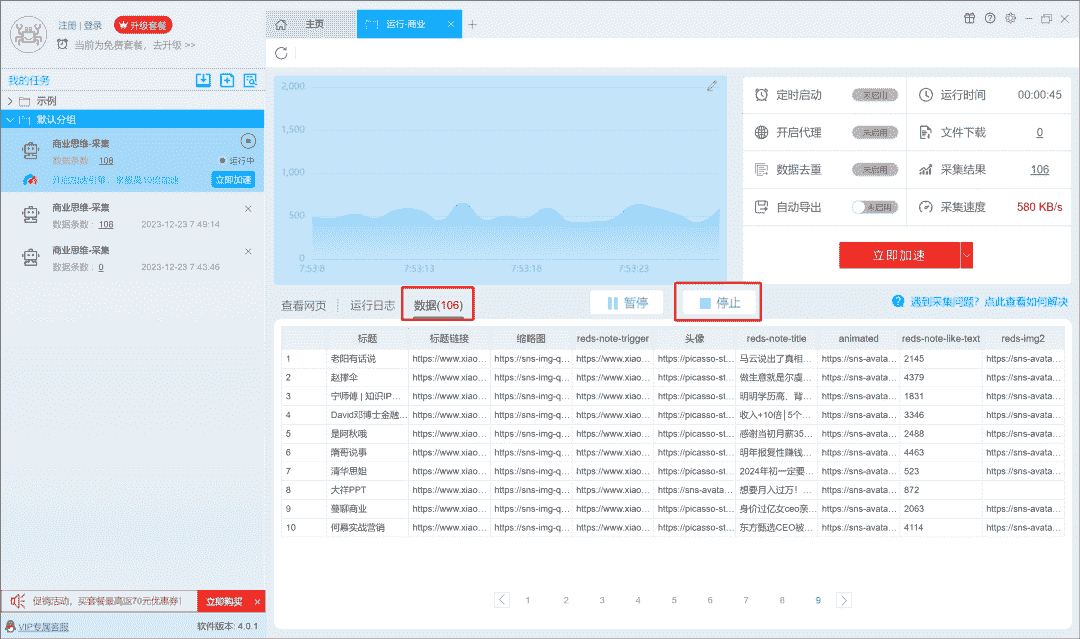 注册 | 登录 升级套餐
当前为免费套餐，去升级 >>
主页 运行-商业
我的任务
示例
默认分组
商业思维-采集
数据条数： 108 运行中
立即加速
商业思维-采集
数据条数： 108 2023-12-23 7:49:14
商业思维-采集
数据条数： 0 2023-12-23 7:43:46
促销活动，买套餐最高返70元优惠券！ 立即购买
VIP专属客服 软件版本: 4.0.1
2,000
1,500
1,000
500
0
7:53:8 7:53:13 7:53:18 7:53:23
定时启动 未启用 运行时间 00:00:45
开启代理 未启用 文件下载 0
数据去重 未启用 采集结果 106
自动导出 未启用 采集速度 580 KB/s
立即加速
查看网页 运行日志 数据(106) 暂停 停止 遇到采集问题？点此查看如何解决
标题 标题链接 缩略图 reds-note-trigger 头像 reds-note-title animated reds-note-like-text reds-img2
1 老阳有话说 https://www.xiao... https://sns-img-q... https://www.xiao... https://picasso-st... 马云说出了真相... https://sns-avata... 2145 https://sns-avata...
2 赵撑伞 https://www.xiao... https://sns-img-q... https://www.xiao... https://picasso-st... 做生意就是尔虞... https://sns-avata... 4379 https://sns-avata...
3 宁师傅 | 知识IP... https://www.xiao... https://sns-img-q... https://www.xiao... https://picasso-st... 明明学历高、背... https://sns-avata... 1831 https://sns-avata...
4 David邓博士金融... https://www.xiao... https://sns-img-q... https://www.xiao... https://picasso-st... 收入+10倍|5个... https://sns-avata... 3346 https://sns-avata...
5 是阿秋哦 https://www.xiao... https://sns-img-q... https://www.xiao... https://picasso-st... 感谢当初月薪35... https://sns-avata... 2488 https://sns-avata...
6 隋哥说事 https://www.xiao... https://sns-img-q... https://www.xiao... https://picasso-st... 明年报复性赚钱... https://sns-avata... 4463 https://sns-avata...
7 清华思姐 https://www.xiao... https://sns-img-q... https://www.xiao... https://picasso-st... 2024年初一定要... https://sns-avata... 523 https://sns-avata...
8 大祥PPT https://www.xiao... https://sns-img-q... https://www.xiao... https://sns-avata... 想要月入过万！... https://sns-avata... 872
9 蔓聊商业 https://www.xiao... https://sns-img-q... https://www.xiao... https://picasso-st... 身价过亿女ceo亲... https://sns-avata... 2063 https://sns-avata...
10 何慕实战营销 https://www.xiao... https://sns-img-q... https://www.xiao... https://picasso-st... 东方甄选CEO被... https://sns-avata... 4114 https://sns-avata...
1 2 3 4 5 6 7 8 9